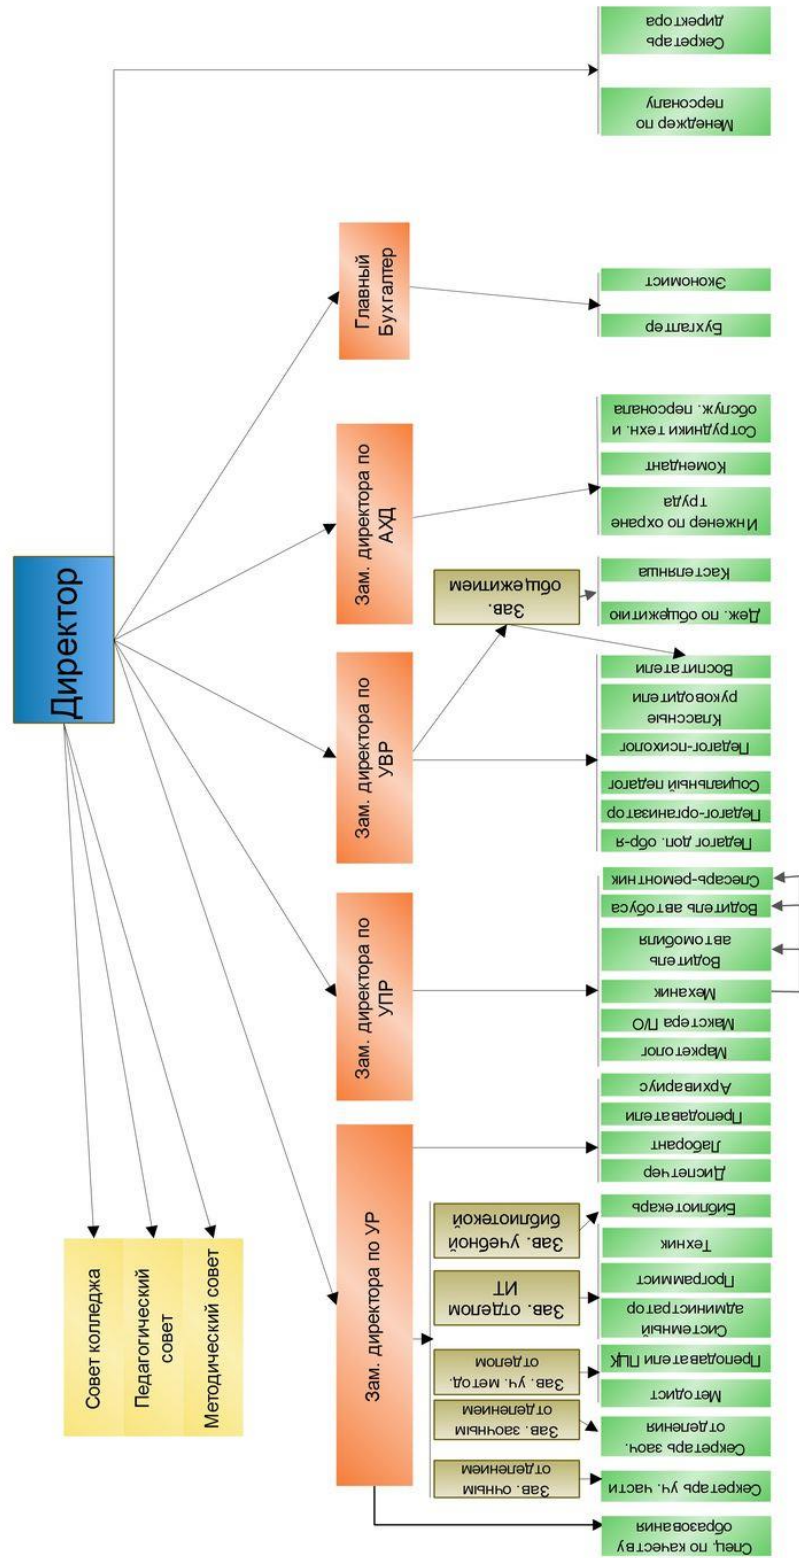 Директор
Совет колледжа
Педагогический
совет
Методический совет
Зам. директора по УР
Зам. директора по
УПР
Зам. директора по
УВР
Зам. директора по
АХД
Главный
Бухгалтер
Зав. очным
отделением
Зав. заочным
отделением
Зав. уч. метод.
отделом
Зав. отделом
ИТ
Зав. учебной
библиотекой
Зав.
общежитием
Спец. по качеству
образования
Секретарь уч. части
Секретарь заоч.
отделения
Методист
Преподаватели ПЦК
Системный
администратор
Программист
Техник
Библиотекарь
Диспетчер
Лаборант
Преподаватели
Архивариус
Маркетолог
Макстера П/О
Механик
Водитель
автомобиля
Водитель автобуса
Слесарь-ремонтник
Педагог доп. обр-я
Педагог-организатор
Социальный педагог
Педагог-психолог
Классные
руководители
Воспитатели
Деж. по общежитию
Кастелянша
Инженер по охране
труда
Комендант
Сотрудники техн. и
обслуж. персонала
Бухгалтер
Экономист
Менеджер по
персоналу
Секретарь
директора